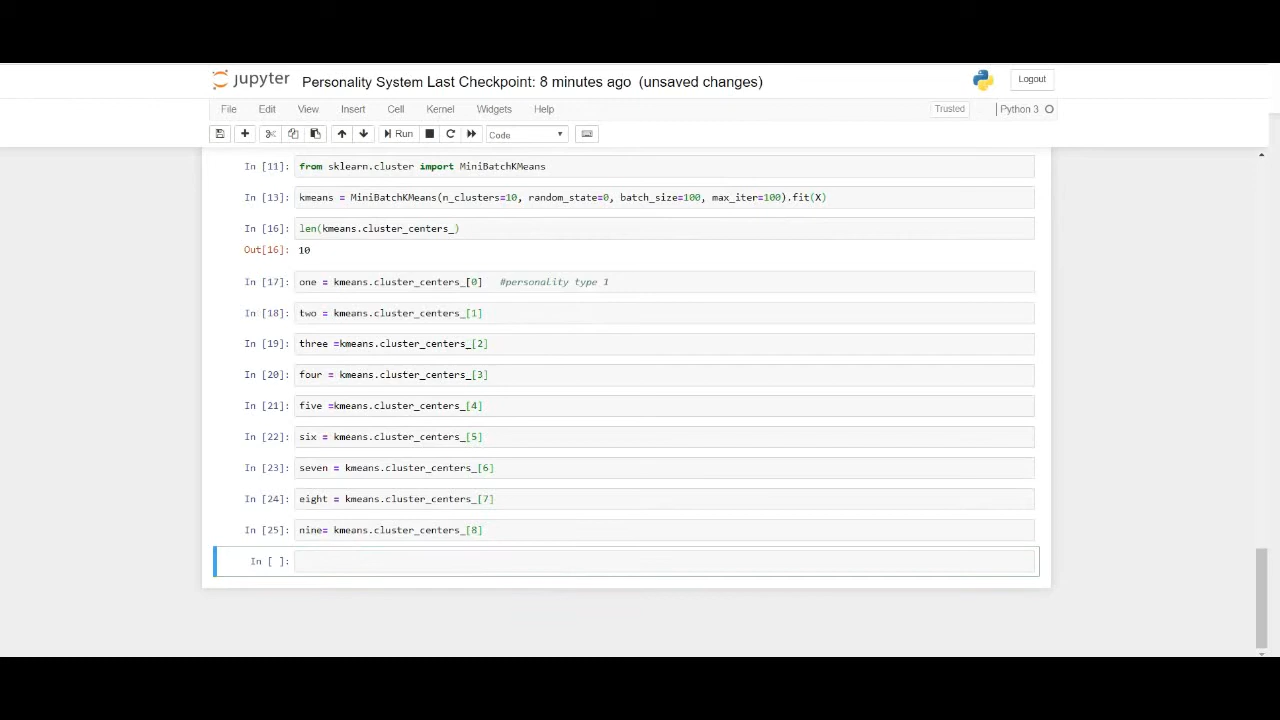 jupyter Personality System Last Checkpoint: 8 minutes ago (unsaved changes) Logout
File Edit View Insert Cell Kernel Widgets Help Trusted Python 3
Run Code
In [11]: from sklearn.cluster import MiniBatchKMeans
In [13]: kmeans = MiniBatchKMeans(n_clusters=10, random_state=0, batch_size=100, max_iter=100).fit(X)
In [16]: len(kmeans.cluster_centers_)
Out[16]: 10
In [17]: one = kmeans.cluster_centers_[0] #personality type 1
In [18]: two = kmeans.cluster_centers_[1]
In [19]: three =kmeans.cluster_centers_[2]
In [20]: four = kmeans.cluster_centers_[3]
In [21]: five =kmeans.cluster_centers_[4]
In [22]: six = kmeans.cluster_centers_[5]
In [23]: seven = kmeans.cluster_centers_[6]
In [24]: eight = kmeans.cluster_centers_[7]
In [25]: nine= kmeans.cluster_centers_[8]
In [ ]: